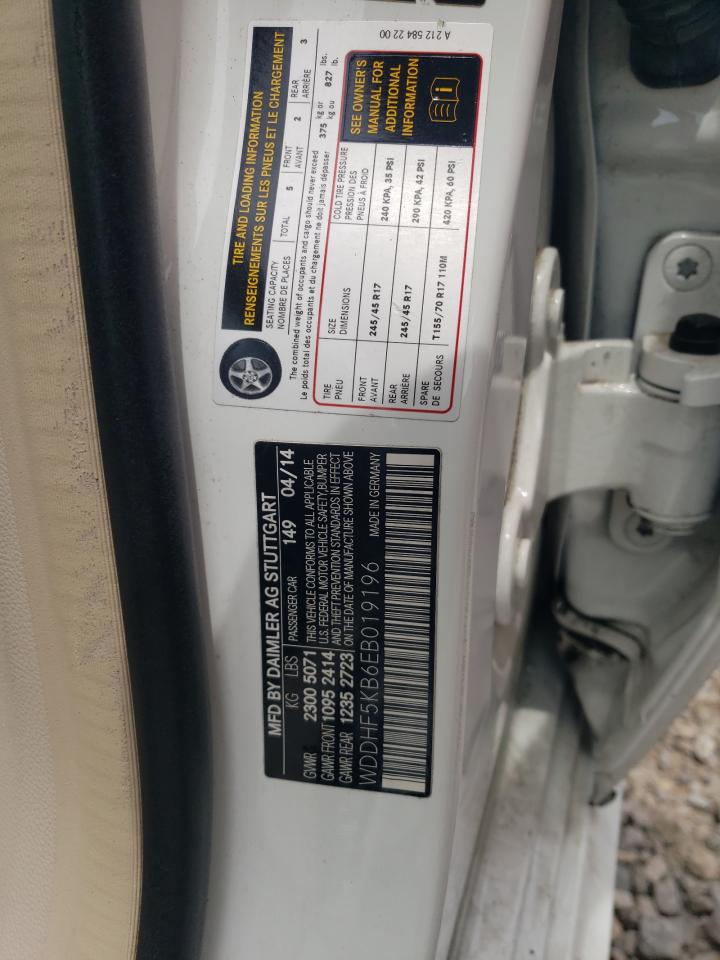 TIRE AND LOADING INFORMATION
RENSEIGNEMENTS SUR LES PNEUS ET LE CHARGEMENT
SEATING CAPACITY
NOMBRE DE PLACES
TOTAL 5
FRONT
AVANT
2
REAR
ARRIÈRE
3
The combined weight of occupants and cargo should never exceed 375 kg or 827 lbs.
Le poids total des occupants et du chargement ne doit jamais dépasser kg ou lb.
TIRE
PNEU
SIZE
DIMENSIONS
COLD TIRE PRESSURE
PRESSION DES
PNEUS À FROID
FRONT
AVANT
245/45 R17
240 KPA, 35 PSI
REAR
ARRIERE
245/45 R17
290 KPA, 42 PSI
SPARE
DE SECOURS
T155/70 R17 110M
420 KPA, 60 PSI
SEE OWNER'S
MANUAL FOR
ADDITIONAL
INFORMATION
A 212 584 22 00
MFD BY DAIMLER AG STUTTGART
KG LBS PASSENGER CAR 149 04/14
GVWR 2300 5071 THIS VEHICLE CONFORMS TO ALL APPLICABLE
U.S. FEDERAL MOTOR VEHICLE SAFETY,BUMPER
GAWR FRONT 1095 2414 AND THEFT PREVENTION STANDARDS IN EFFECT
GAWR REAR 1235 2723 ON THE DATE OF MANUFACTURE SHOWN ABOVE
WDDHF5KB6EB019196 MADE IN GERMANY